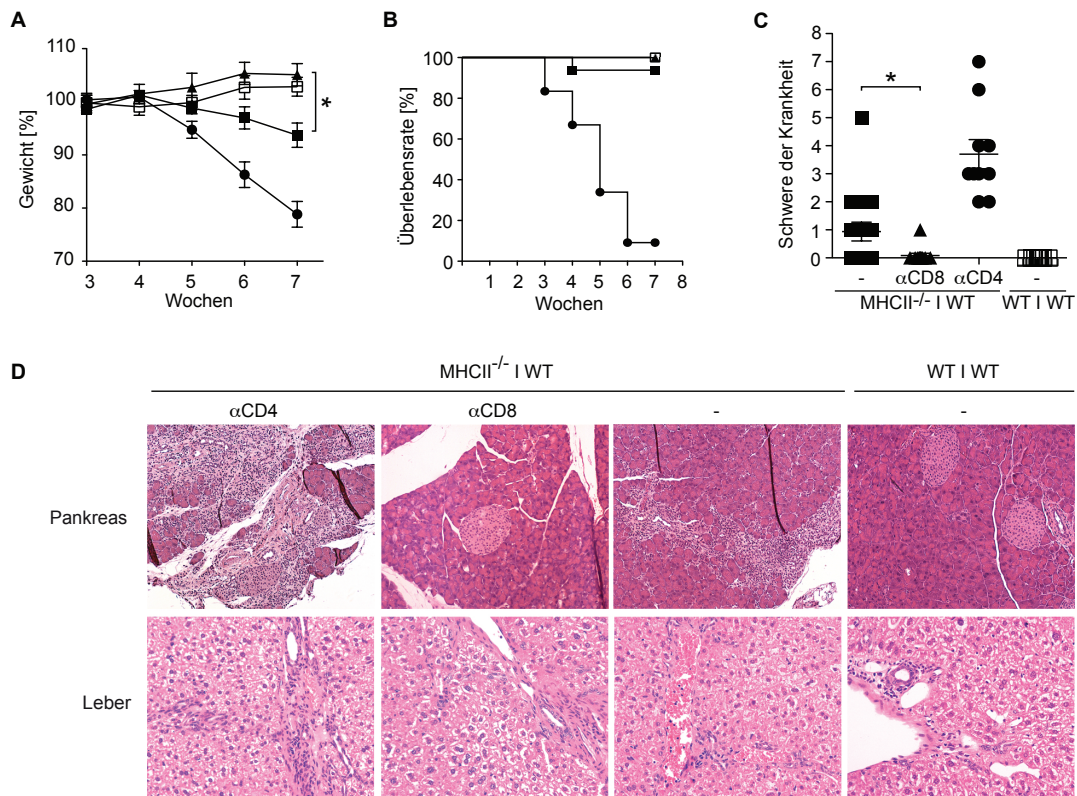 A
Gewicht [%]
110
100
90
80
70
3 4 5 6 7
Wochen
*
B
Überlebensrate [%]
100
80
60
40
20
0
1 2 3 4 5 6 7 8
Wochen
C
Schwere der Krankheit
8
7
6
5
4
3
2
1
0
*
- αCD8 αCD4 -
MHCII-/- I WT WT I WT
D
MHCII-/- I WT WT I WT
αCD4 αCD8 - -
Pankreas
Leber